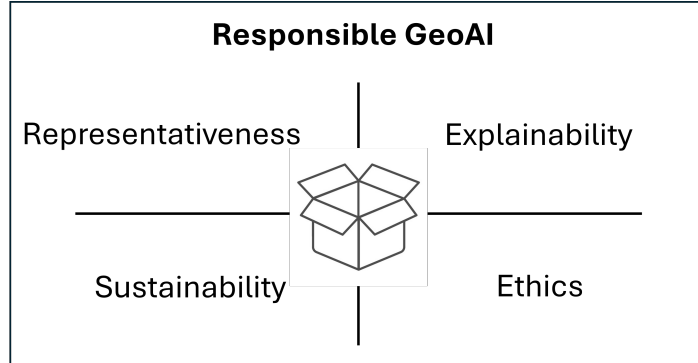 Responsible GeoAI
Representativeness
Explainability
Sustainability
Ethics